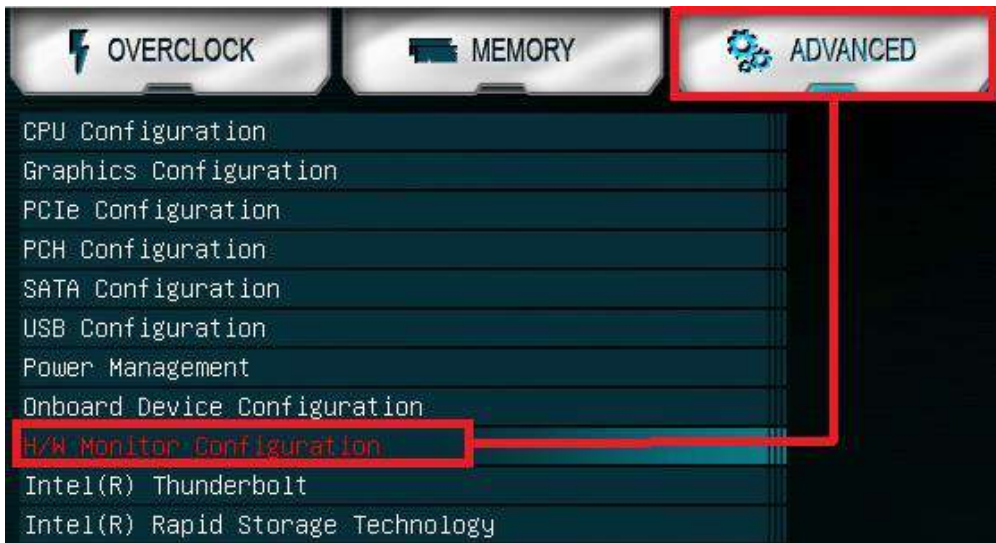 OVERCLOCK MEMORY ADVANCED
CPU Configuration
Graphics Configuration
PCIe Configuration
PCH Configuration
SATA Configuration
USB Configuration
Power Management
Onboard Device Configuration
H/W Monitor Configuration
Intel(R) Thunderbolt
Intel(R) Rapid Storage Technology